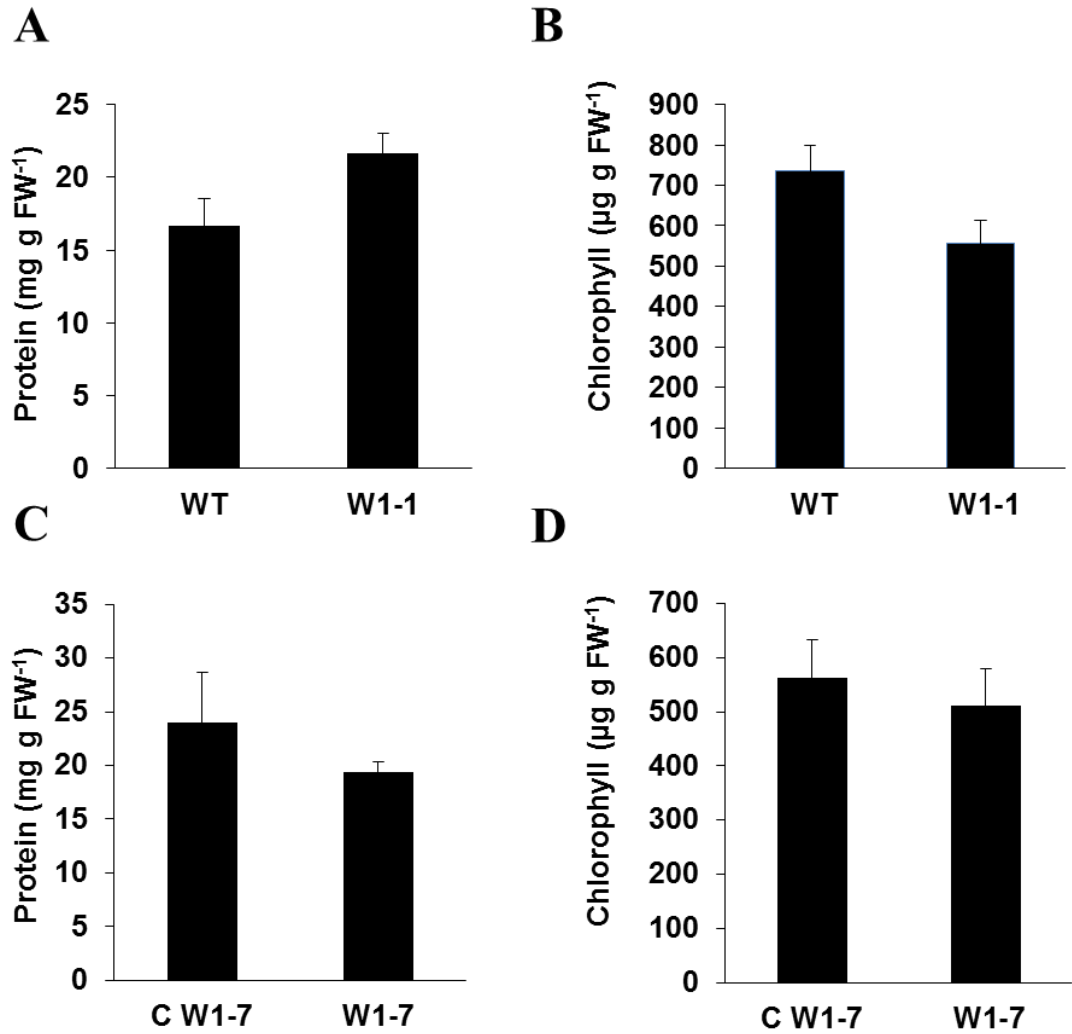 A
Protein (mg g FW⁻¹)
25
20
15
10
5
0
WT W1-1
B
Chlorophyll (µg g FW⁻¹)
900
800
700
600
500
400
300
200
100
0
WT W1-1
C
Protein (mg g FW⁻¹)
35
30
25
20
15
10
5
0
C W1-7 W1-7
D
Chlorophyll (µg g FW⁻¹)
700
600
500
400
300
200
100
0
C W1-7 W1-7